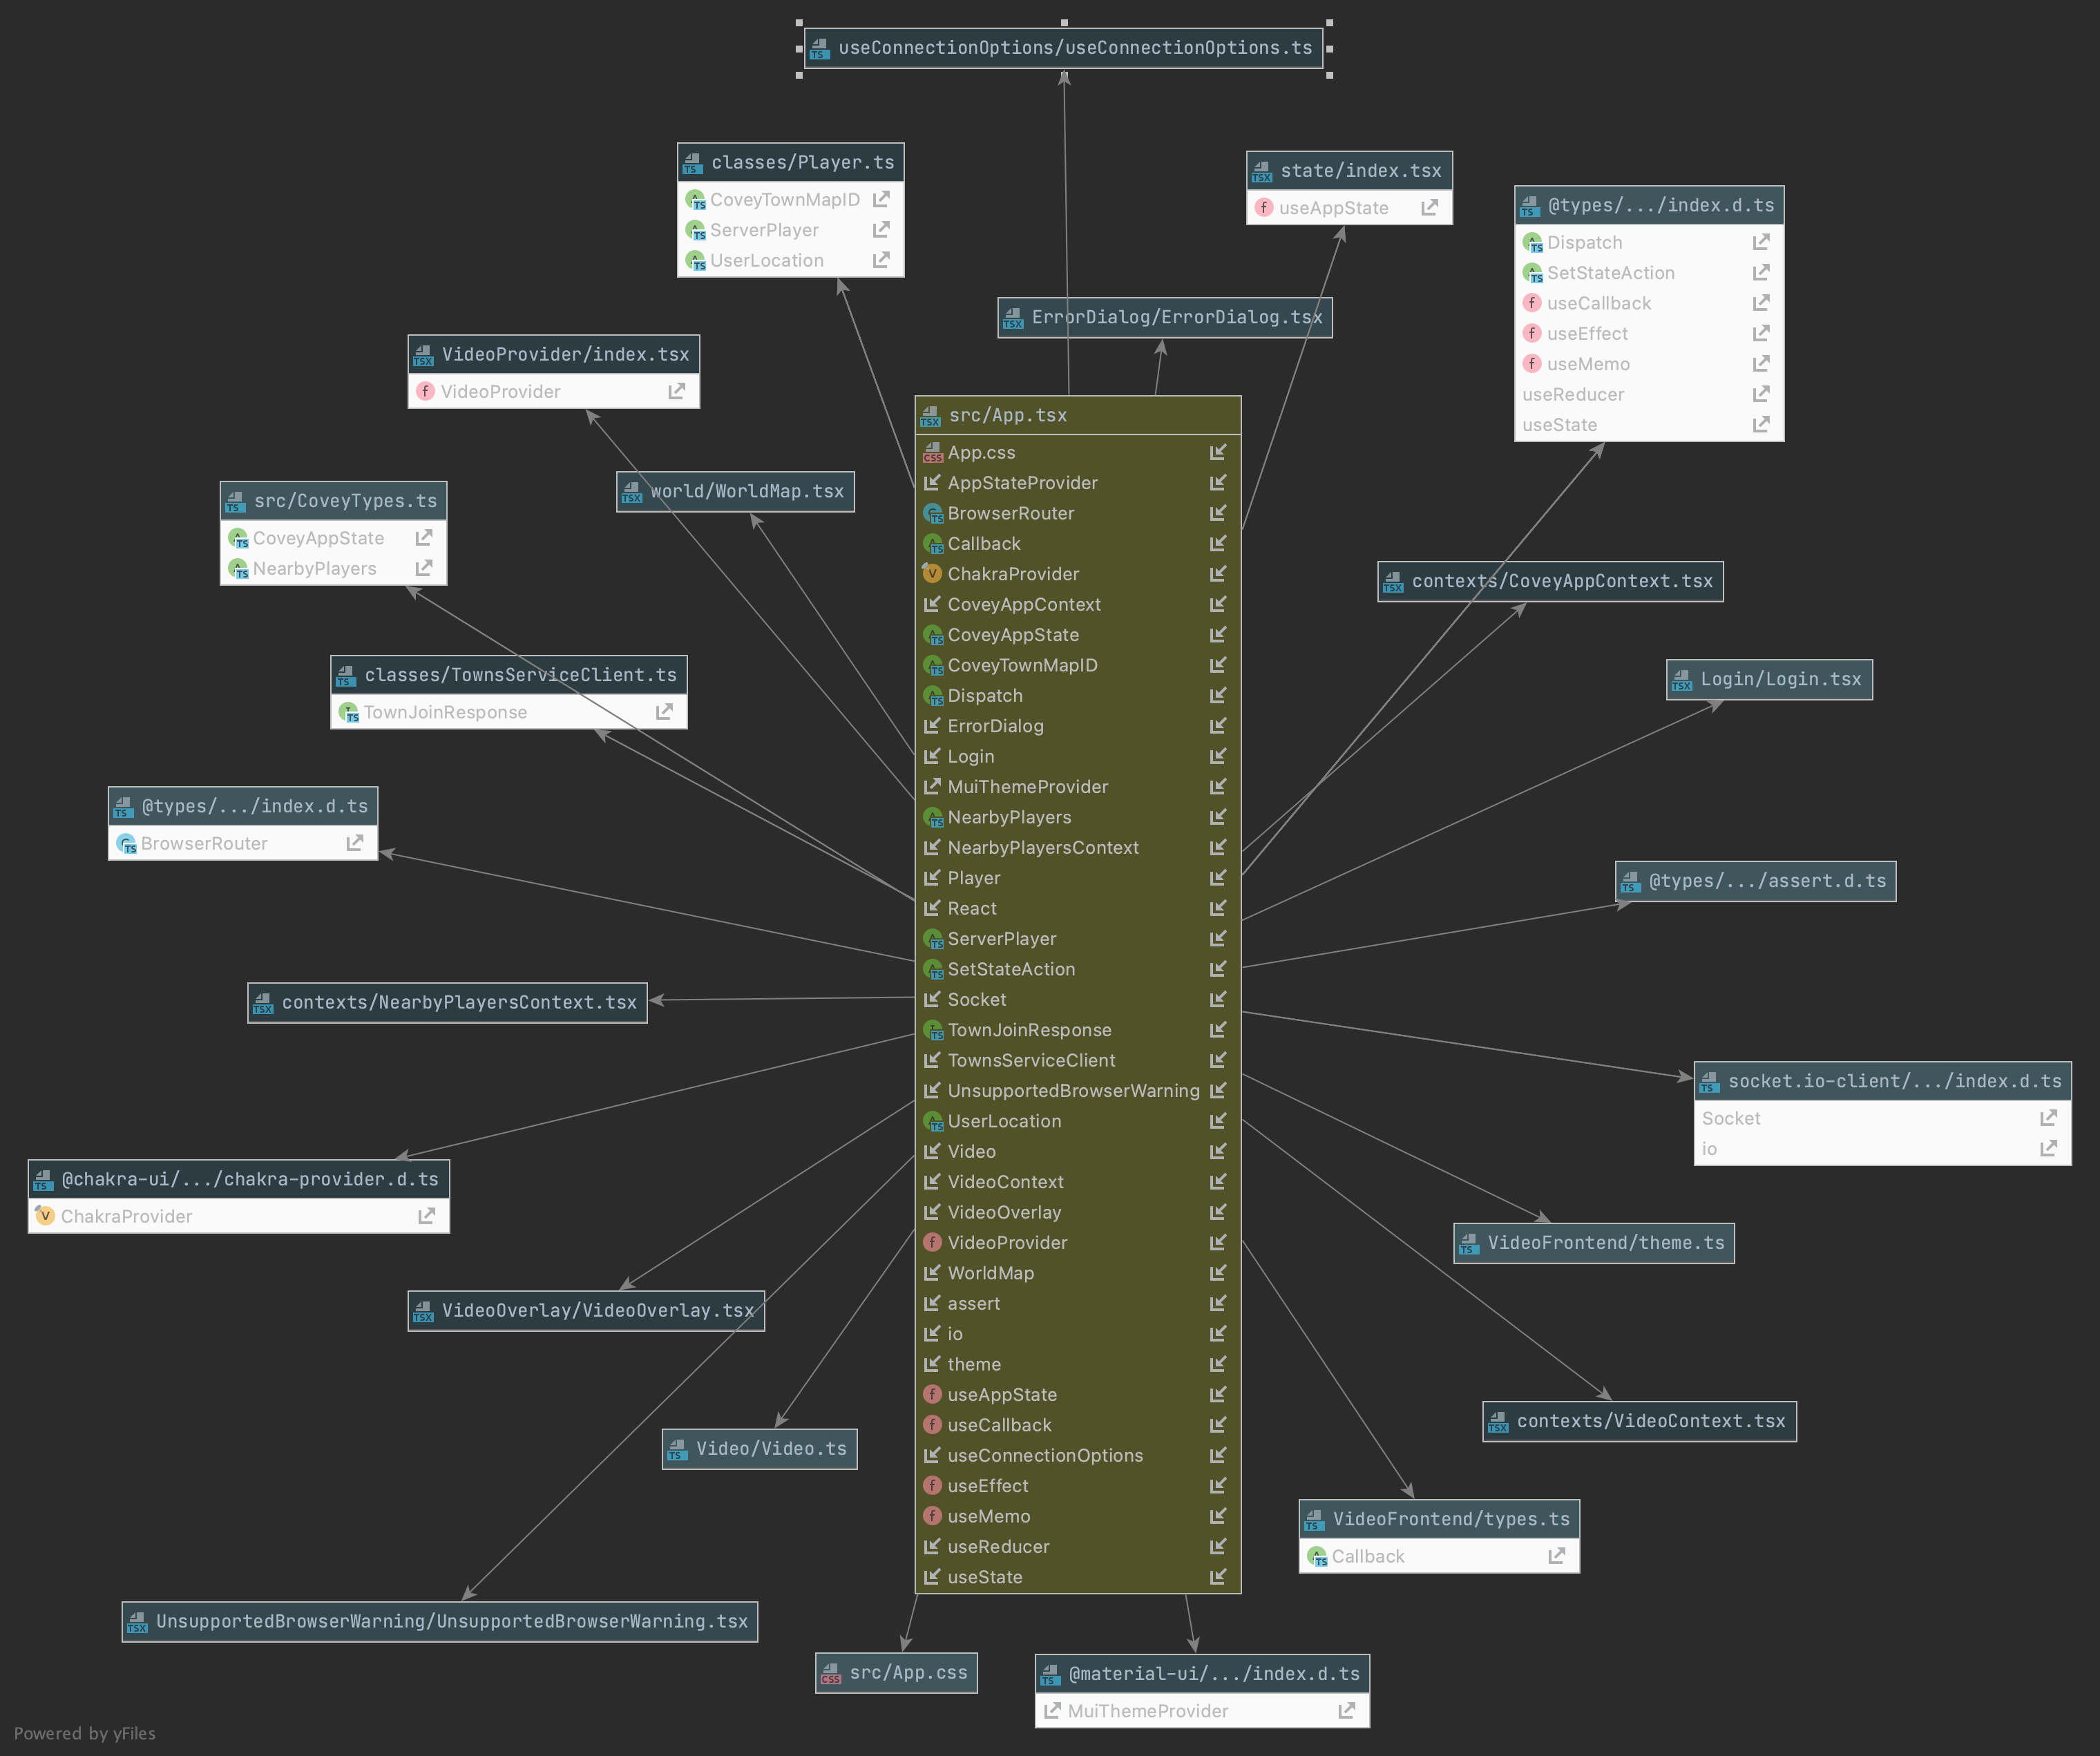 useConnectionOptions/useConnectionOptions.ts
classes/Player.ts
CoveyTownMapID
ServerPlayer
UserLocation
state/index.tsx
useAppState
@types/.../index.d.ts
Dispatch
SetStateAction
useCallback
useEffect
useMemo
useReducer
useState
ErrorDialog/ErrorDialog.tsx
VideoProvider/index.tsx
VideoProvider
world/WorldMap.tsx
src/CoveyTypes.ts
CoveyAppState
NearbyPlayers
classes/TownsServiceClient.ts
TownJoinResponse
@types/.../index.d.ts
BrowserRouter
contexts/NearbyPlayersContext.tsx
@chakra-ui/.../chakra-provider.d.ts
ChakraProvider
VideoOverlay/VideoOverlay.tsx
Video/Video.ts
UnsupportedBrowserWarning/UnsupportedBrowserWarning.tsx
src/App.tsx
App.css
AppStateProvider
BrowserRouter
Callback
ChakraProvider
CoveyAppContext
CoveyAppState
CoveyTownMapID
Dispatch
ErrorDialog
Login
MuiThemeProvider
NearbyPlayers
NearbyPlayersContext
Player
React
ServerPlayer
SetStateAction
Socket
TownJoinResponse
TownsServiceClient
UnsupportedBrowserWarning
UserLocation
Video
VideoContext
VideoOverlay
VideoProvider
WorldMap
assert
io
theme
useAppState
useCallback
useConnectionOptions
useEffect
useMemo
useReducer
useState
contexts/CoveyAppContext.tsx
Login/Login.tsx
@types/.../assert.d.ts
socket.io-client/.../index.d.ts
Socket
io
VideoFrontend/theme.ts
contexts/VideoContext.tsx
VideoFrontend/types.ts
Callback
src/App.css
@material-ui/.../index.d.ts
MuiThemeProvider
Powered by yFiles